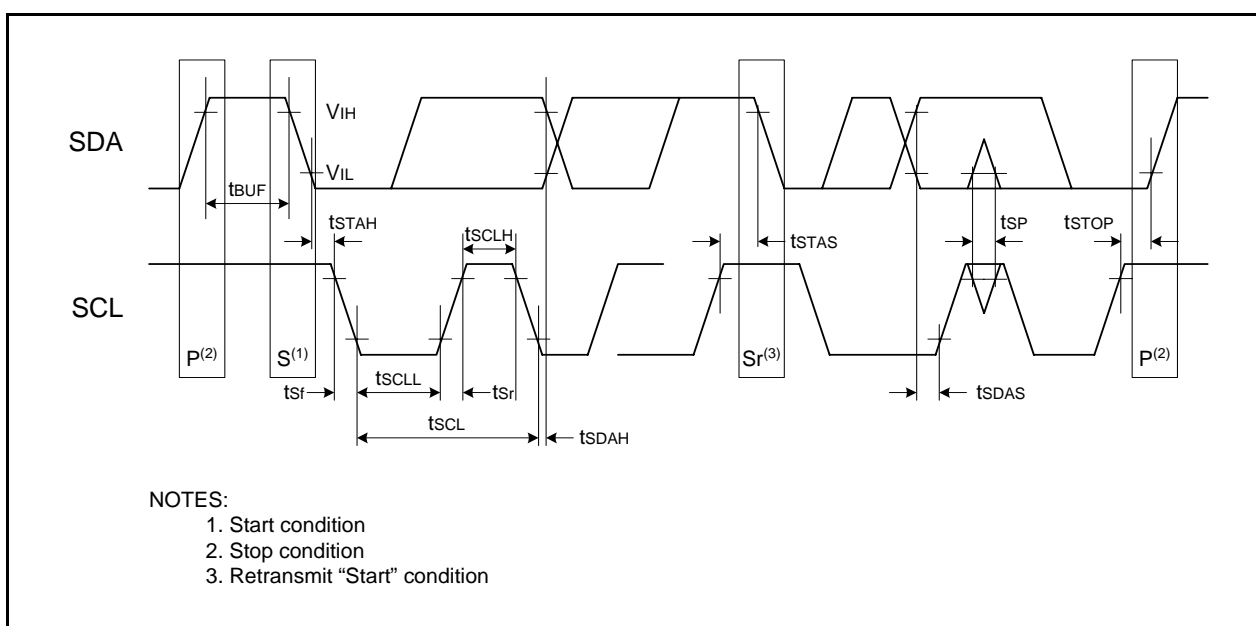 SDA
VIH
VIL
tBUF
tSTAH
tSCLH
tSTAS
tSP
tSTOP
SCL
P(2)
S(1)
Sr(3)
P(2)
tSf
tSCLL
tSr
tSDAS
tSCL
tSDAH
NOTES:
1. Start condition
2. Stop condition
3. Retransmit “Start” condition